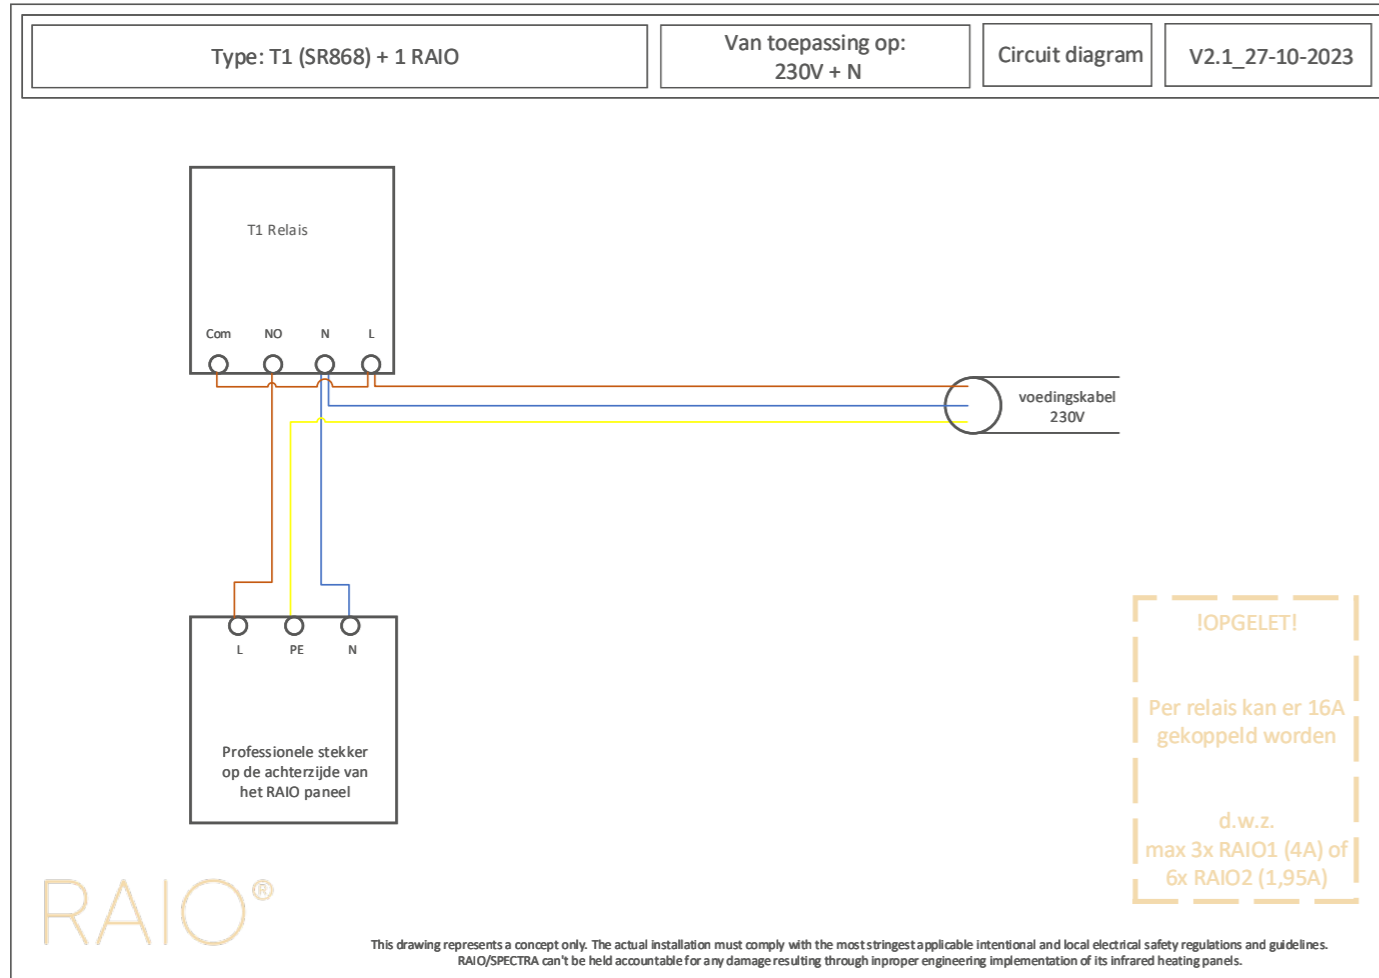 Type: T1 (SR868) + 1 RAIO
Van toepassing op:
230V + N
Circuit diagram
V2.1_27-10-2023
T1 Relais
Com NO N L
voedingskabel
230V
L PE N
Professionele stekker
op de achterzijde van
het RAIO paneel
!OPGELET!
Per relais kan er 16A
gekoppeld worden
d.w.z.
max 3x RAIO1 (4A) of
6x RAIO2 (1,95A)
RAIO®
This drawing represents a concept only. The actual installation must comply with the most stringest applicable intentional and local electrical safety regulations and guidelines.
RAIO/SPECTRA can't be held accountable for any damage resulting through inproper engineering implementation of its infrared heating panels.